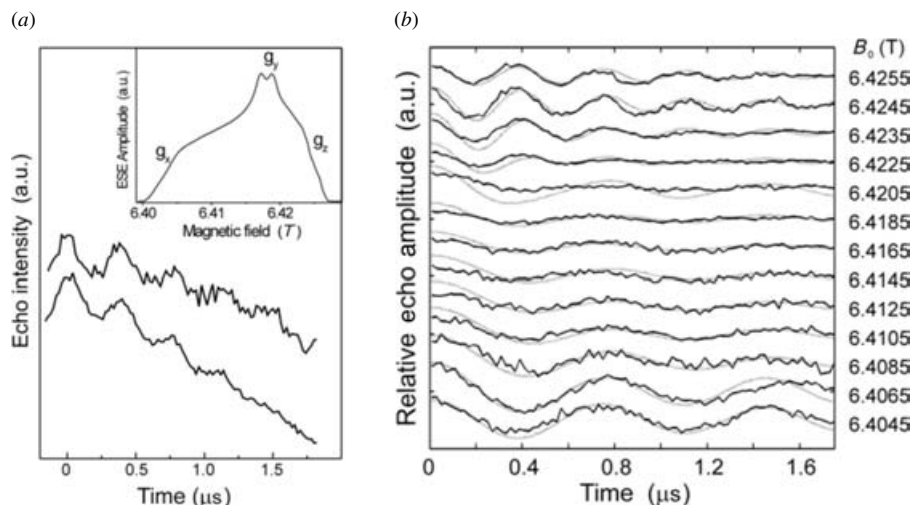 (a)
Echo intensity (a.u.)
ESE Amplitude (a.u.)
gx
gy
gz
6.40
6.41
6.42
Magnetic field (T)
0
0.5
1.0
1.5
Time (μs)
(b)
Relative echo amplitude (a.u.)
B0 (T)
6.4255
6.4245
6.4235
6.4225
6.4205
6.4185
6.4165
6.4145
6.4125
6.4105
6.4085
6.4065
6.4045
0
0.4
0.8
1.2
1.6
Time (μs)